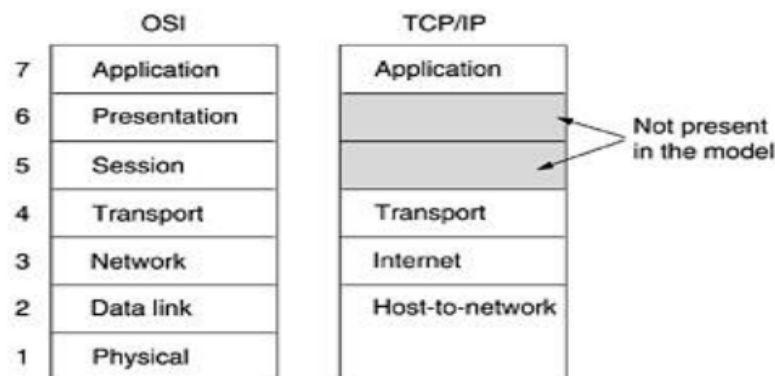 OSI TCP/IP
7 Application Application
6 Presentation
5 Session
Not present
in the model
4 Transport Transport
3 Network Internet
2 Data link Host-to-network
1 Physical